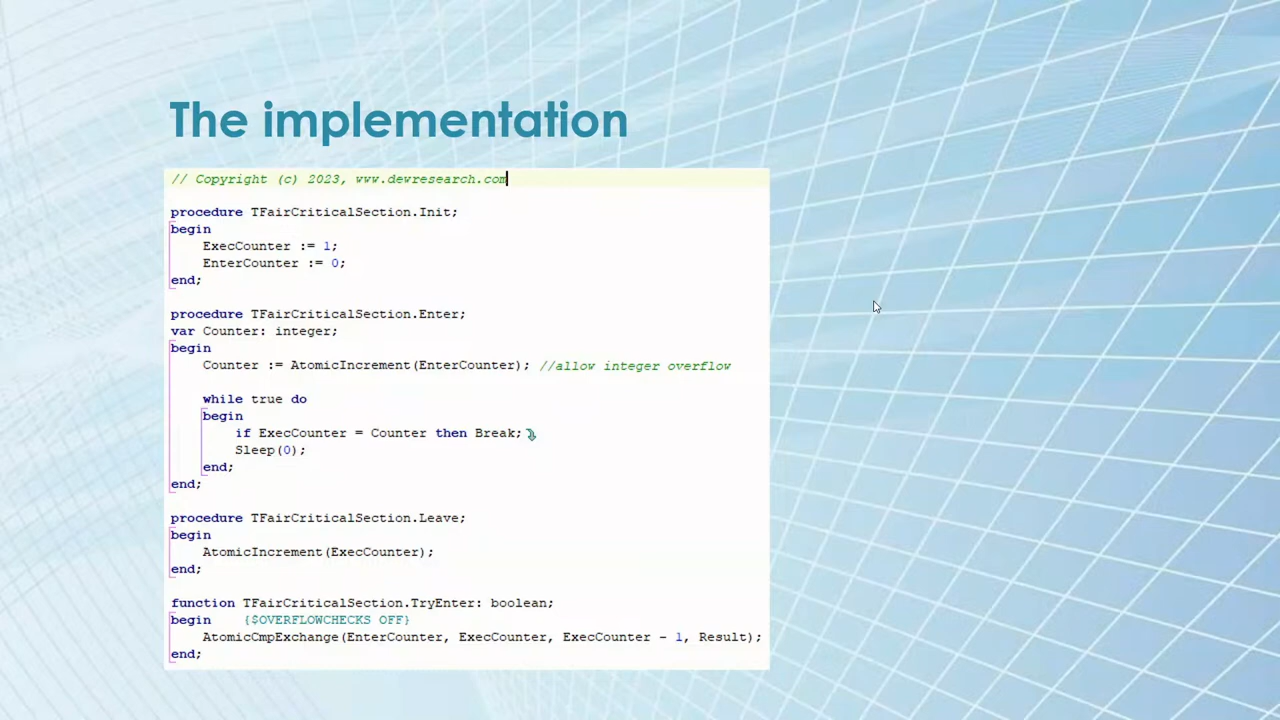 The implementation
// Copyright (c) 2023, www.dewresearch.com
procedure TFairCriticalSection.Init;
begin
ExecCounter := 1;
EnterCounter := 0;
end;
procedure TFairCriticalSection.Enter;
var Counter: integer;
begin
Counter := AtomicIncrement(EnterCounter); //allow integer overflow
while true do
begin
if ExecCounter = Counter then Break;
Sleep(0);
end;
end;
procedure TFairCriticalSection.Leave;
begin
AtomicIncrement(ExecCounter);
end;
function TFairCriticalSection.TryEnter: boolean;
begin {$OVERFLOWCHECKS OFF}
AtomicCmpExchange(EnterCounter, ExecCounter, ExecCounter - 1, Result);
end;